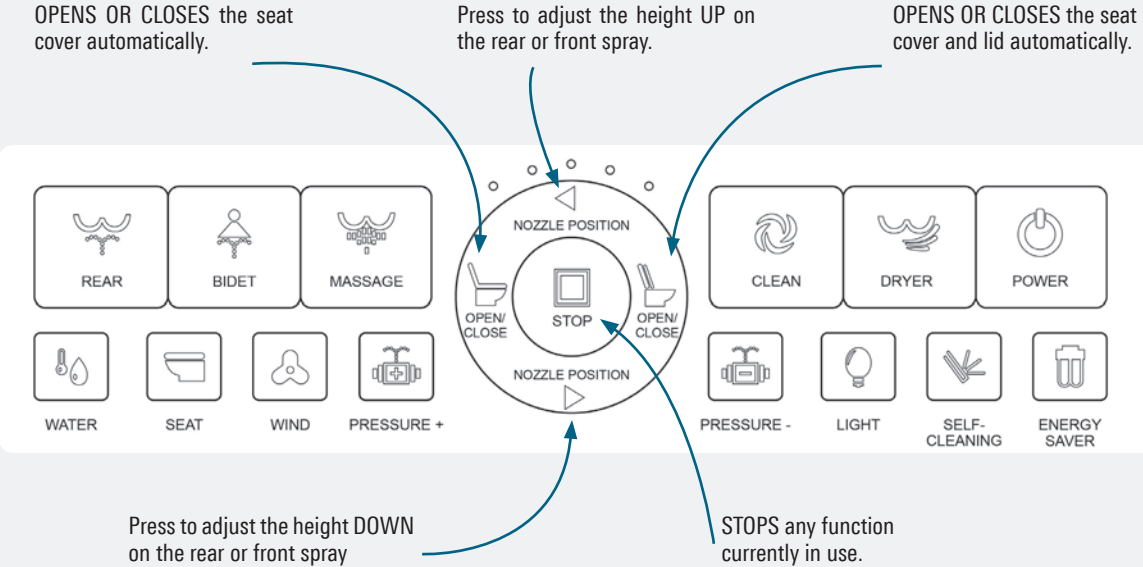 OPENS OR CLOSES the seat
cover automatically.
Press to adjust the height UP on
the rear or front spray.
OPENS OR CLOSES the seat
cover and lid automatically.
REAR
BIDET
MASSAGE
NOZZLE POSITION
OPEN/
CLOSE
STOP
OPEN/
CLOSE
NOZZLE POSITION
CLEAN
DRYER
POWER
WATER
SEAT
WIND
PRESSURE +
PRESSURE -
LIGHT
SELF-
CLEANING
ENERGY
SAVER
Press to adjust the height DOWN
on the rear or front spray
STOPS any function
currently in use.